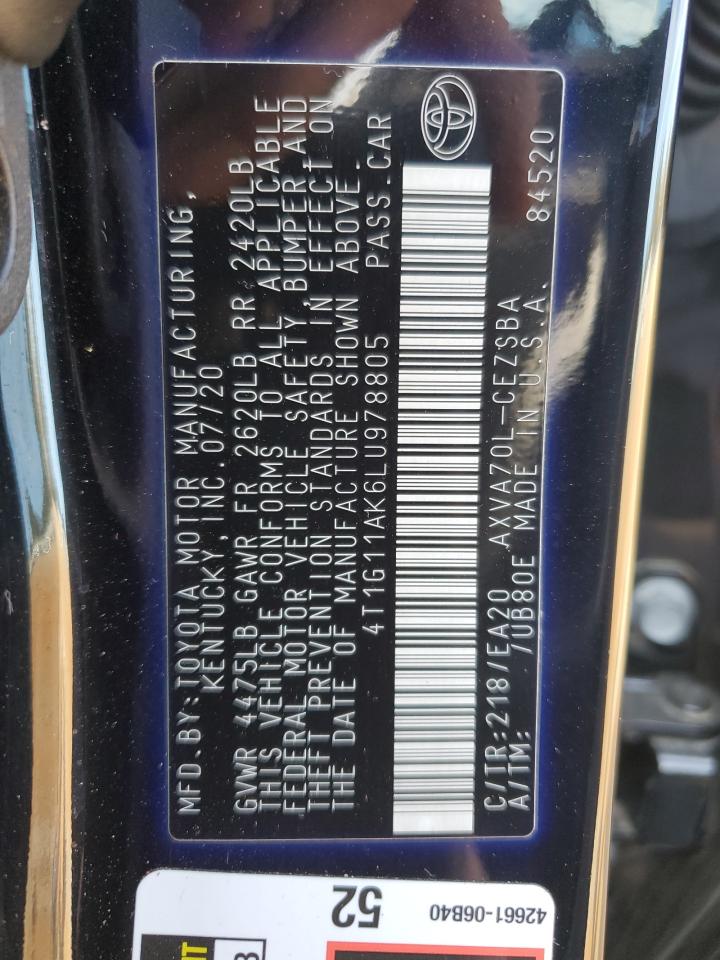 MFD.BY:TOYOTA MOTOR MANUFACTURING,
KENTUCKY, INC. 07/20
GVWR 4475LB GAWR FR 2620LB RR 2420LB
THIS VEHICLE CONFORMS TO ALL APPLICABLE
FEDERAL MOTOR VEHICLE SAFETY, BUMPER AND
THEFT PREVENTION STANDARDS IN EFFECT ON
THE DATE OF MANUFACTURE SHOWN ABOVE.
4T1G11AK6LU978805 PASS.CAR
C/TR:218/EA20 AXVA70L-CEZSBA
A/TM: /UB80E MADE IN U.S.A. 84520
52
42661-06B40